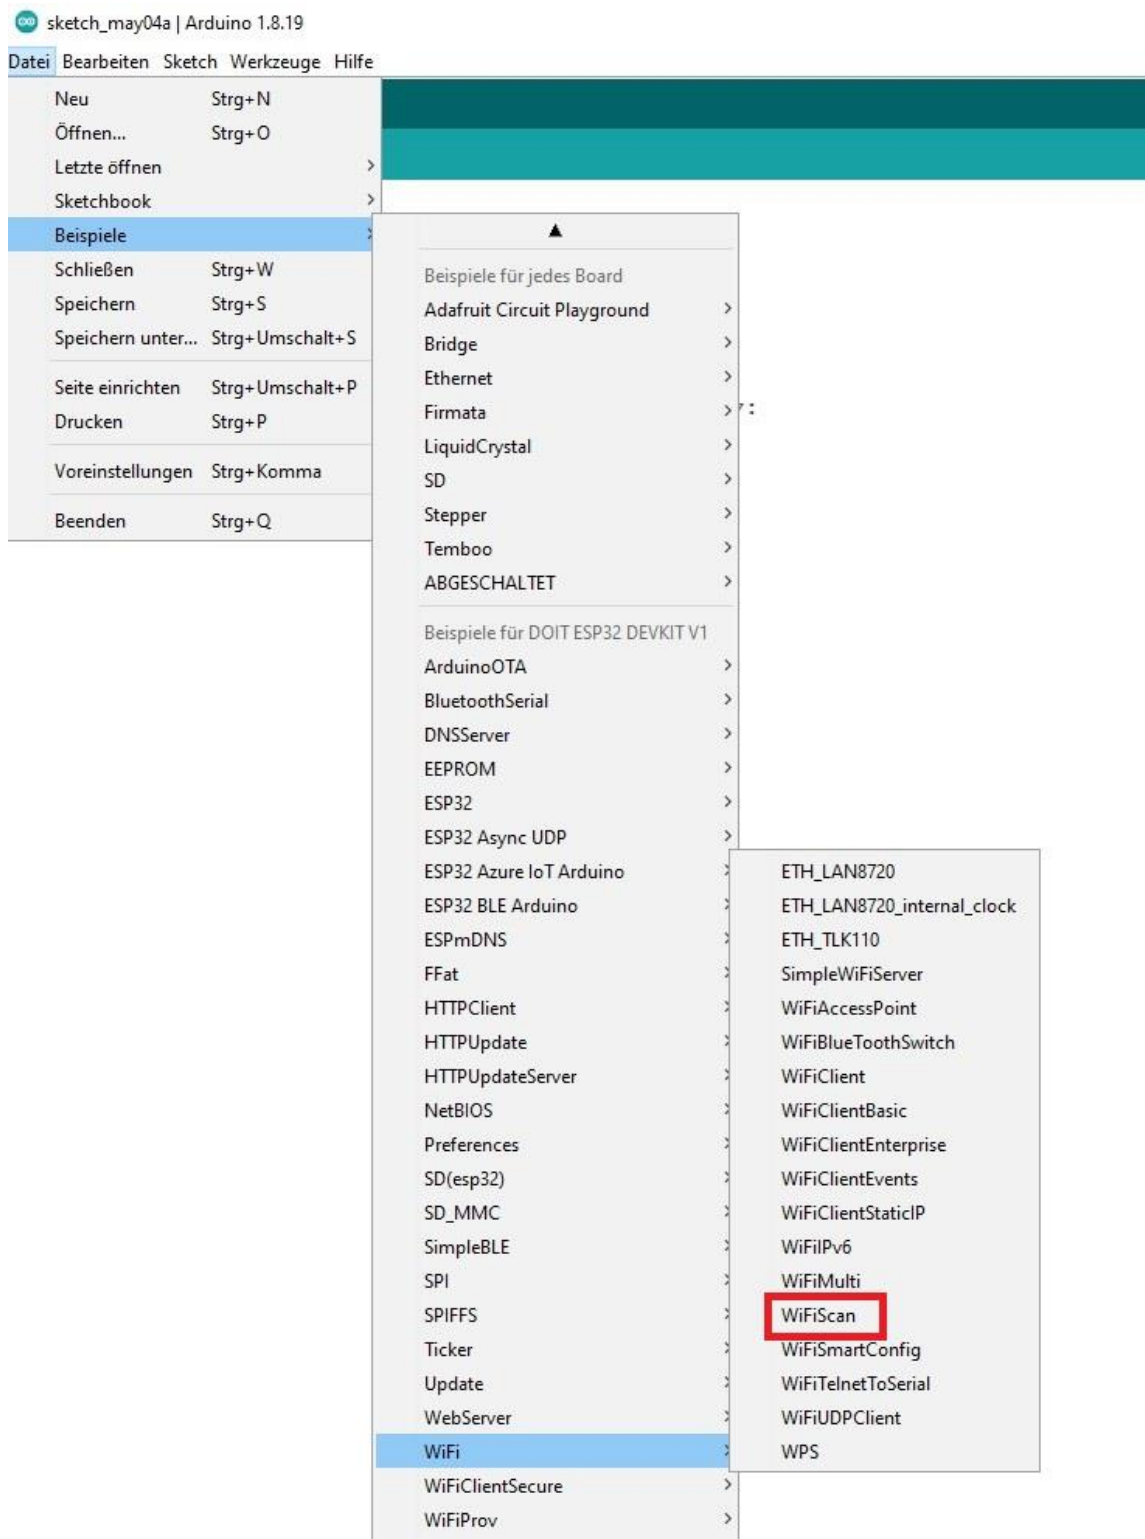 sketch_may04a | Arduino 1.8.19
Datei Bearbeiten Sketch Werkzeuge Hilfe
Neu Strg+N
Öffnen... Strg+O
Letzte öffnen
Sketchbook
Beispiele
Schließen Strg+W
Speichern Strg+S
Speichern unter... Strg+Umschalt+S
Seite einrichten Strg+Umschalt+P
Drucken Strg+P
Voreinstellungen Strg+Komma
Beenden Strg+Q
Beispiele für jedes Board
Adafruit Circuit Playground
Bridge
Ethernet
Firmata
LiquidCrystal
SD
Stepper
Temboo
ABGESCHALTET
Beispiele für DOIT ESP32 DEVKIT V1
ArduinoOTA
BluetoothSerial
DNSServer
EEPROM
ESP32
ESP32 Async UDP
ESP32 Azure IoT Arduino
ESP32 BLE Arduino
ESPmDNS
FFat
HTTPClient
HTTPUpdate
HTTPUpdateServer
NetBIOS
Preferences
SD(esp32)
SD_MMC
SimpleBLE
SPI
SPIFFS
Ticker
Update
WebServer
WiFi
WiFiClientSecure
WiFiProv
ETH_LAN8720
ETH_LAN8720_internal_clock
ETH_TLK110
SimpleWiFiServer
WiFiAccessPoint
WiFiBlueToothSwitch
WiFiClient
WiFiClientBasic
WiFiClientEnterprise
WiFiClientEvents
WiFiClientStaticIP
WiFiIPv6
WiFiMulti
WiFiScan
WiFiSmartConfig
WiFiTelnetToSerial
WiFiUDPClient
WPS